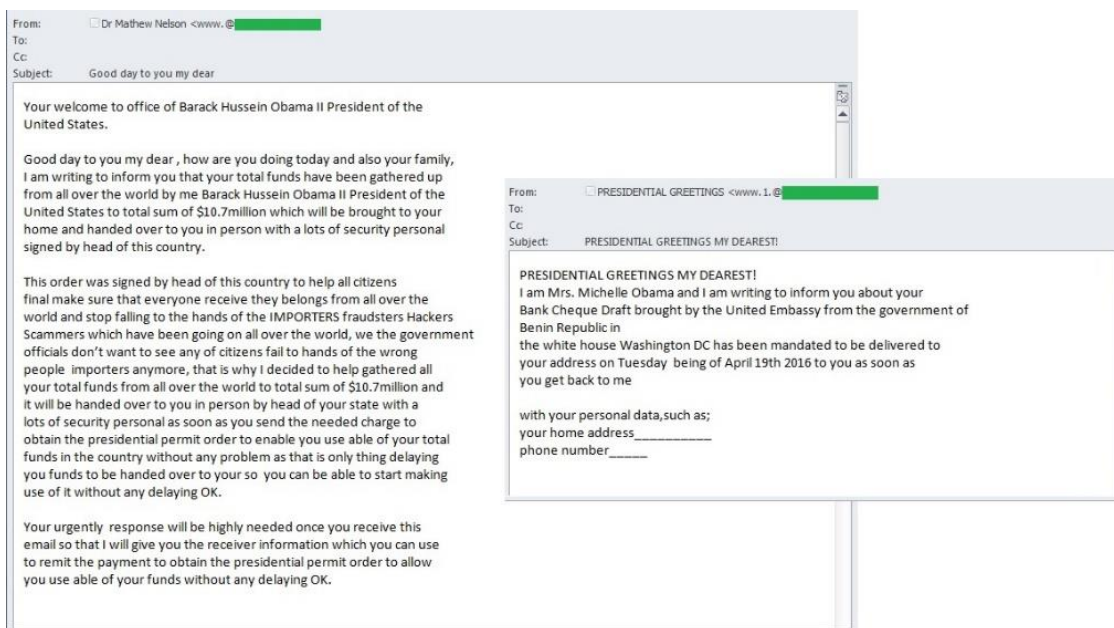 From: Dr Mathew Nelson <www.@
To:
Cc:
Subject: Good day to you my dear
Your welcome to office of Barack Hussein Obama II President of the
United States.
Good day to you my dear , how are you doing today and also your family,
I am writing to inform you that your total funds have been gathered up
from all over the world by me Barack Hussein Obama II President of the
United States to total sum of $10.7million which will be brought to your
home and handed over to you in person with a lots of security personal
signed by head of this country.
This order was signed by head of this country to help all citizens
final make sure that everyone receive they belongs from all over the
world and stop falling to the hands of the IMPORTERS fraudsters Hackers
Scammers which have been going on all over the world, we the government
officials don't want to see any of citizens fail to hands of the wrong
people importers anymore, that is why I decided to help gathered all
your total funds from all over the world to total sum of $10.7million and
it will be handed over to you in person by head of your state with a
lots of security personal as soon as you send the needed charge to
obtain the presidential permit order to enable you use able of your total
funds in the country without any problem as that is only thing delaying
you funds to be handed over to your so you can be able to start making
use of it without any delaying OK.
Your urgently response will be highly needed once you receive this
email so that I will give you the receiver information which you can use
to remit the payment to obtain the presidential permit order to allow
you use able of your funds without any delaying OK.
From: PRESIDENTIAL GREETINGS <www.1.@
To:
Cc:
Subject: PRESIDENTIAL GREETINGS MY DEAREST!
PRESIDENTIAL GREETINGS MY DEAREST!
I am Mrs. Michelle Obama and I am writing to inform you about your
Bank Cheque Draft brought by the United Embassy from the government of
Benin Republic in
the white house Washington DC has been mandated to be delivered to
your address on Tuesday being of April 19th 2016 to you as soon as
you get back to me
with your personal data,such as;
your home address__________
phone number_____